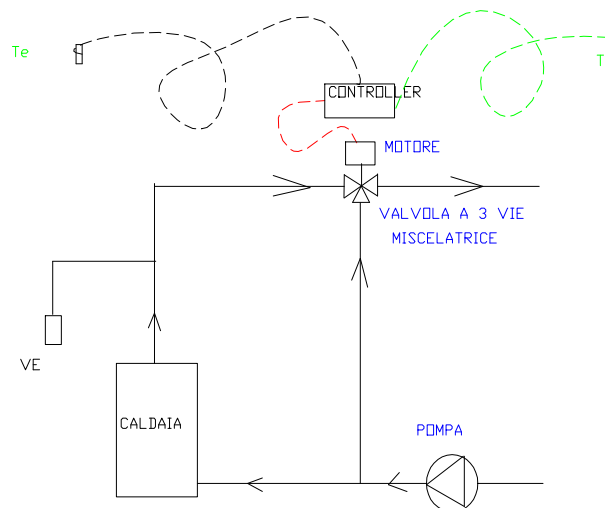 Te
T
CONTROLLER
MOTORE
VALVOLA A 3 VIE
MISCELATRICE
VE
CALDAIA
POMPA